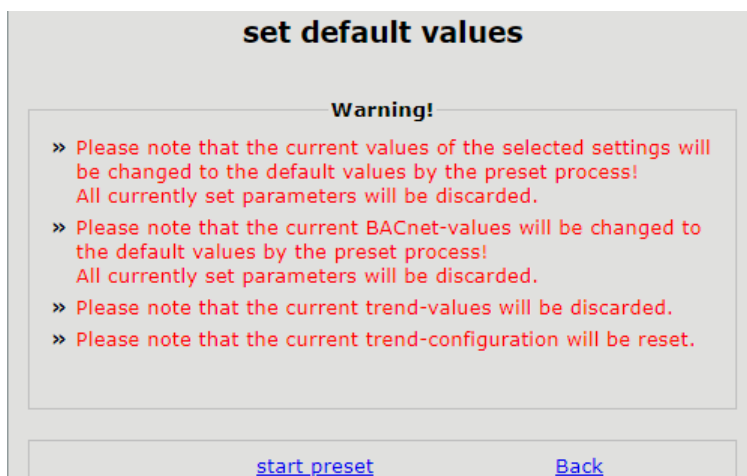 set default values
Warning!
» Please note that the current values of the selected settings will
be changed to the default values by the preset process!
All currently set parameters will be discarded.
» Please note that the current BACnet-values will be changed to
the default values by the preset process!
All currently set parameters will be discarded.
» Please note that the current trend-values will be discarded.
» Please note that the current trend-configuration will be reset.
start preset Back